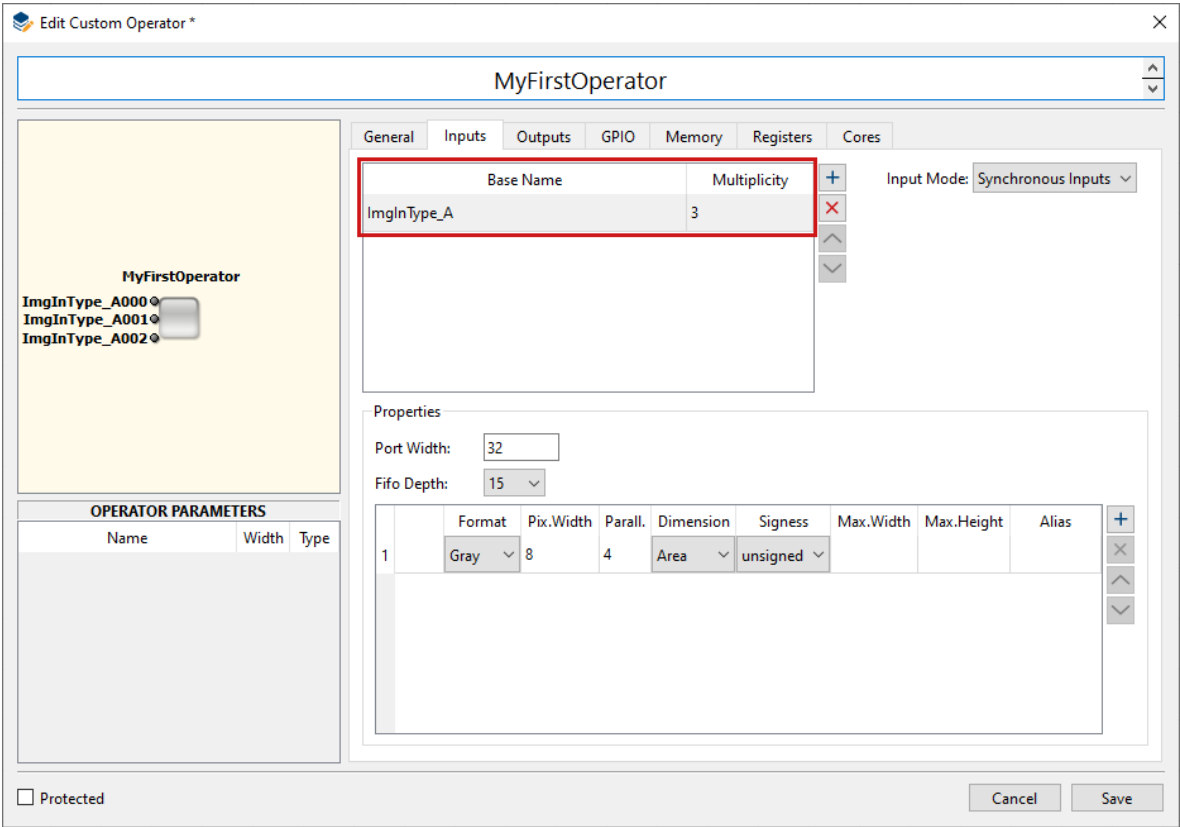 Edit Custom Operator *
MyFirstOperator
General Inputs Outputs GPIO Memory Registers Cores
Base Name Multiplicity
ImgInType_A 3
Input Mode: Synchronous Inputs
MyFirstOperator
ImgInType_A000
ImgInType_A001
ImgInType_A002
Properties
Port Width: 32
Fifo Depth: 15
Format Pix.Width Parall. Dimension Signess Max.Width Max.Height Alias
1 Gray 8 4 Area unsigned
OPERATOR PARAMETERS
Name Width Type
Protected
Cancel Save